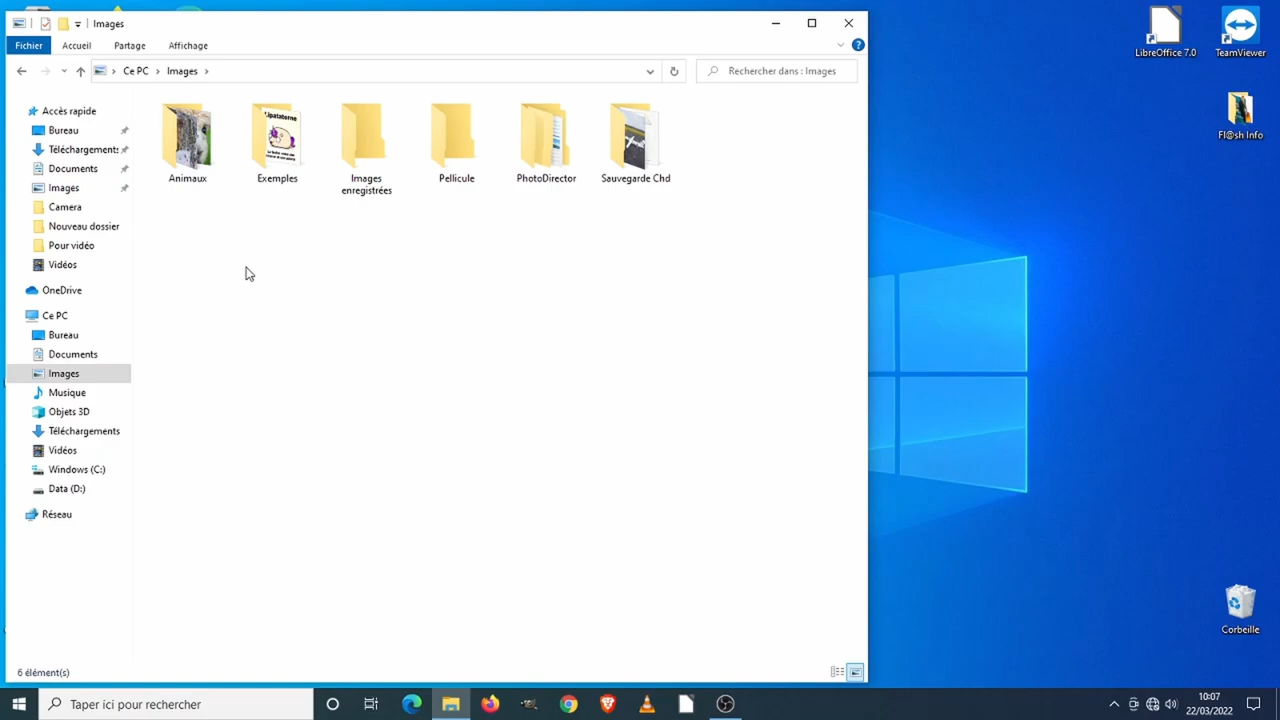 Images
Fichier
Accueil
Partage
Affichage
Ce PC
Images
Rechercher dans : Images
Accès rapide
Bureau
Téléchargements
Documents
Images
Camera
Nouveau dossier
Pour vidéo
Vidéos
OneDrive
Ce PC
Bureau
Documents
Images
Musique
Objets 3D
Téléchargements
Vidéos
Windows (C:)
Data (D:)
Réseau
Animaux
Exemples
Images
enregistrées
Pellicule
PhotoDirector
Sauvegarde Chd
6 élément(s)
LibreOffice 7.0
TeamViewer
Fl@sh Info
Corbeille
Taper ici pour rechercher
10:07
22/03/2022